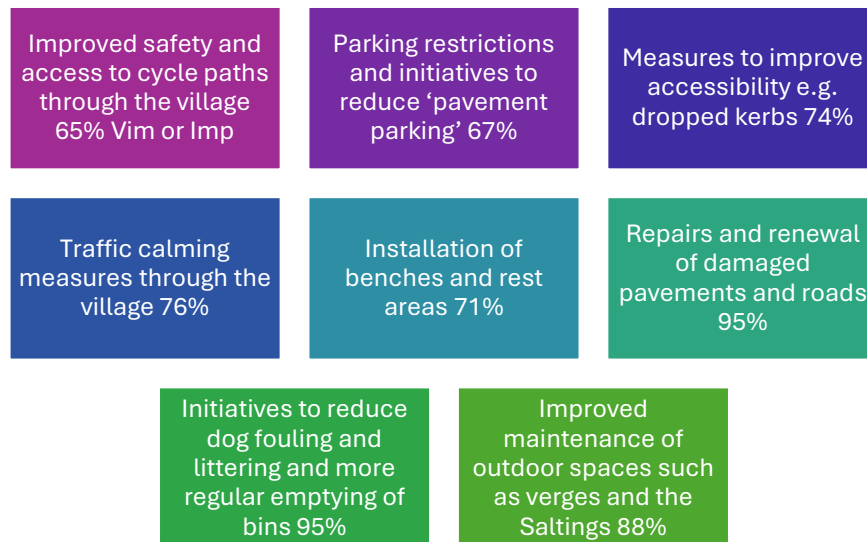 Improved safety and
access to cycle paths
through the village
65% Vim or Imp
Parking restrictions
and initiatives to
reduce ‘pavement
parking’ 67%
Measures to improve
accessibility e.g.
dropped kerbs 74%
Traffic calming
measures through the
village 76%
Installation of
benches and rest
areas 71%
Repairs and renewal
of damaged
pavements and roads
95%
Initiatives to reduce
dog fouling and
littering and more
regular emptying of
bins 95%
Improved
maintenance of
outdoor spaces such
as verges and the
Saltings 88%